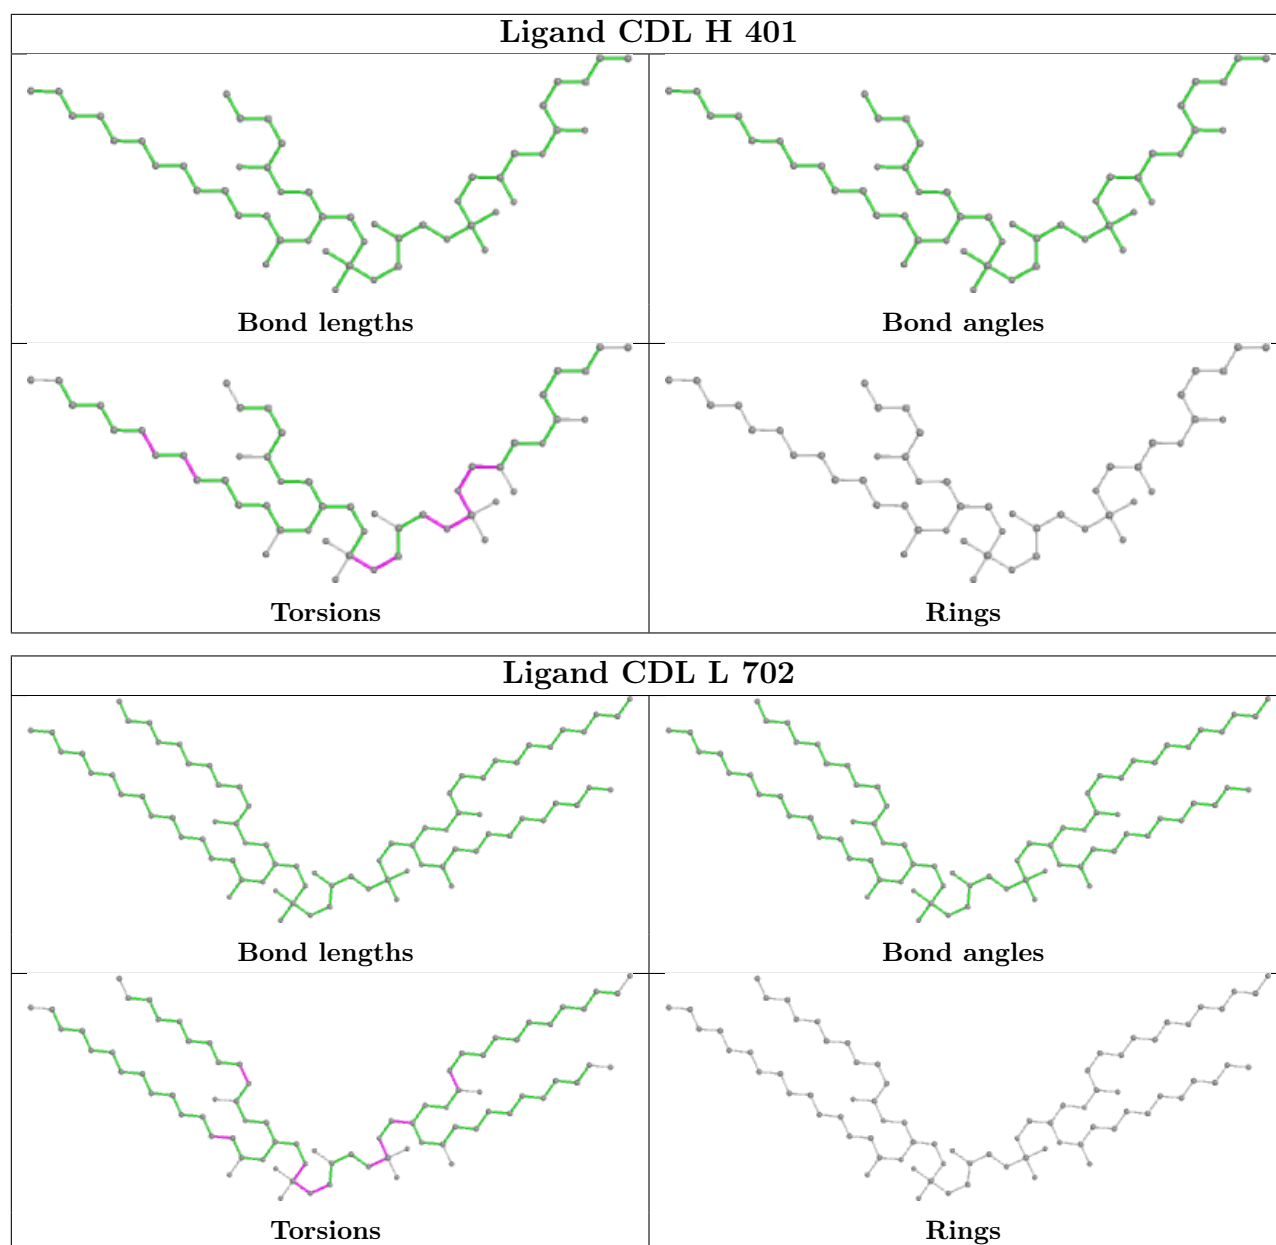 Ligand CDL H 401
Bond lengths
Bond angles
Torsions
Rings
Ligand CDL L 702
Bond lengths
Bond angles
Torsions
Rings